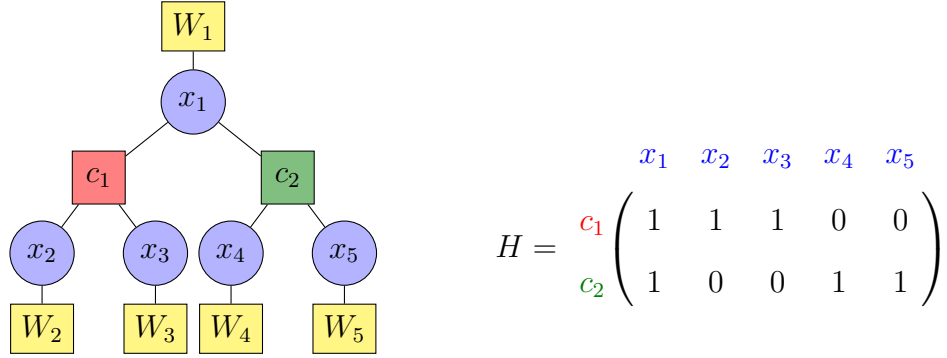 W₁
x₁
c₁ c₂
x₂ x₃ x₄ x₅
W₂ W₃ W₄ W₅
x₁ x₂ x₃ x₄ x₅
H =
c₁ ( 1 1 1 0 0 )
c₂ ( 1 0 0 1 1 )